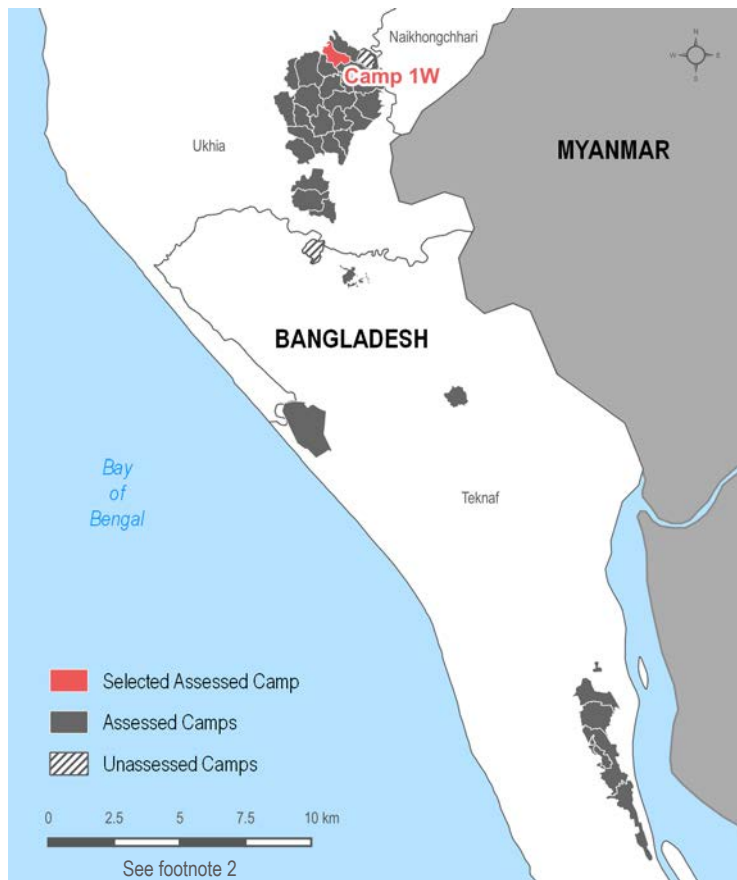 Naikhongchhari
N
W
E
S
Camp 1W
Ukhia
MYANMAR
BANGLADESH
Bay
of
Bengal
Teknaf
Selected Assessed Camp
Assessed Camps
Unassessed Camps
0 2.5 5 7.5 10 km
See footnote 2